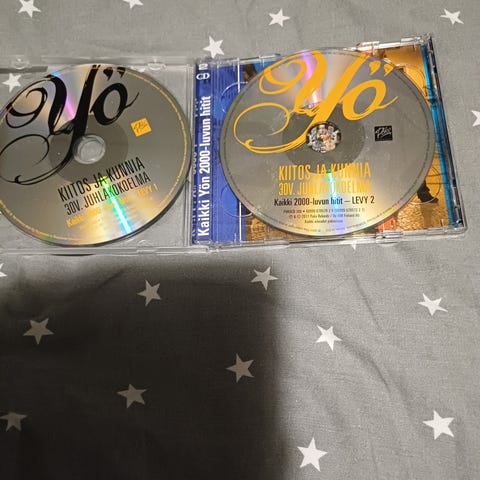 Yö
KIITOS JA KUNNIA
30V. JUHLAKOKOELMA
LEVY 1
Kaikki Yön 2000-luvun hitit
Yö
KIITOS JA KUNNIA
30V. JUHLAKOKOELMA
Kaikki 2000-luvun hitit – LEVY 2